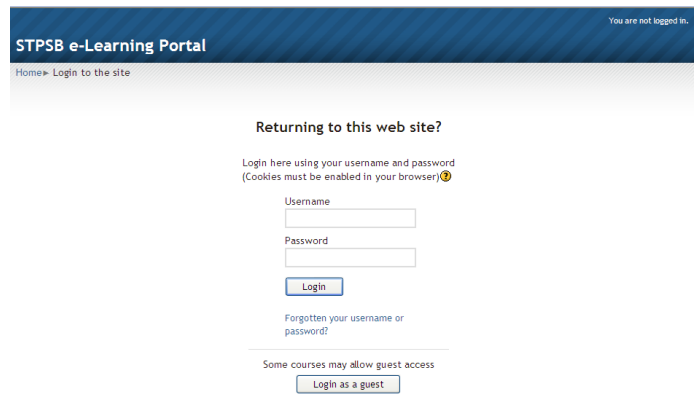 You are not logged in.
STPSB e-Learning Portal
Home► Login to the site
Returning to this web site?
Login here using your username and password
(Cookies must be enabled in your browser)?
Username
Password
Login
Forgotten your username or
password?
Some courses may allow guest access
Login as a guest